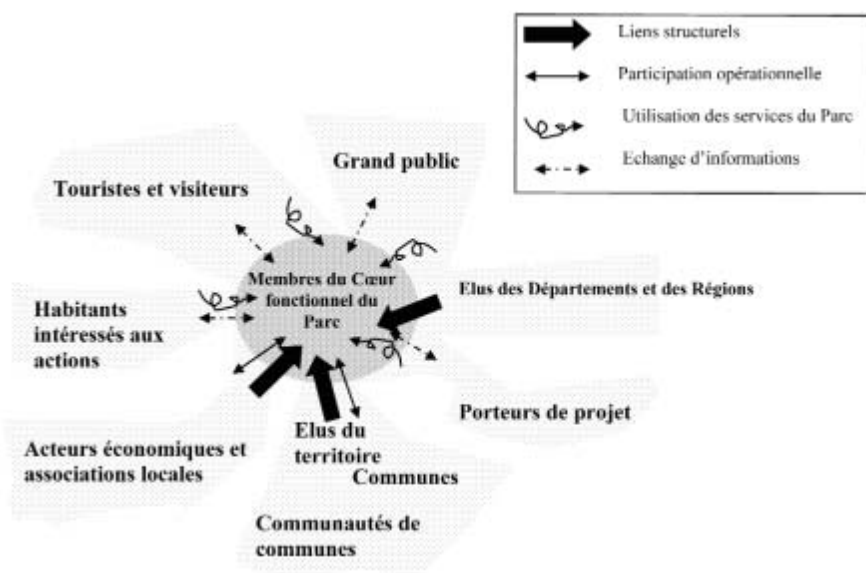 Liens structurels
Participation opérationnelle
Utilisation des services du Parc
Echange d'informations
Grand public
Touristes et visiteurs
Membres du Cœur
fonctionnel du
Parc
Elus des Départements et des Régions
Habitants
intéressés aux
actions
Porteurs de projet
Acteurs économiques et
associations locales
Elus du
territoire
Communes
Communautés de
communes